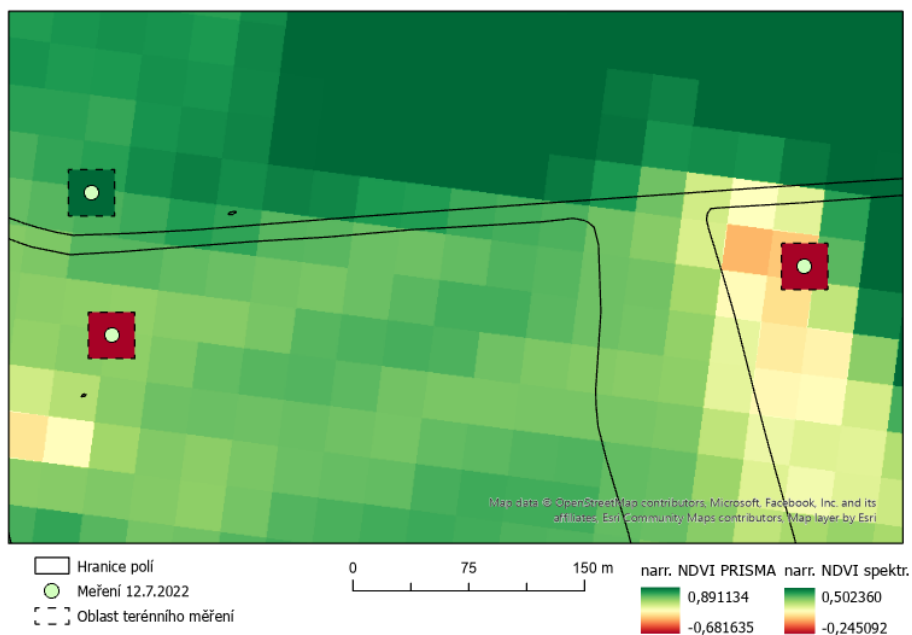 Map data © OpenStreetMap contributors, Microsoft, Facebook, Inc. and its
affiliates, Esri Community Maps contributors, Map layer by Esri
Hranice polí
Meření 12.7.2022
Oblast terénního měření
0 75 150 m
narr. NDVI PRISMA narr. NDVI spektr.
0,891134 0,502360
-0,681635 -0,245092